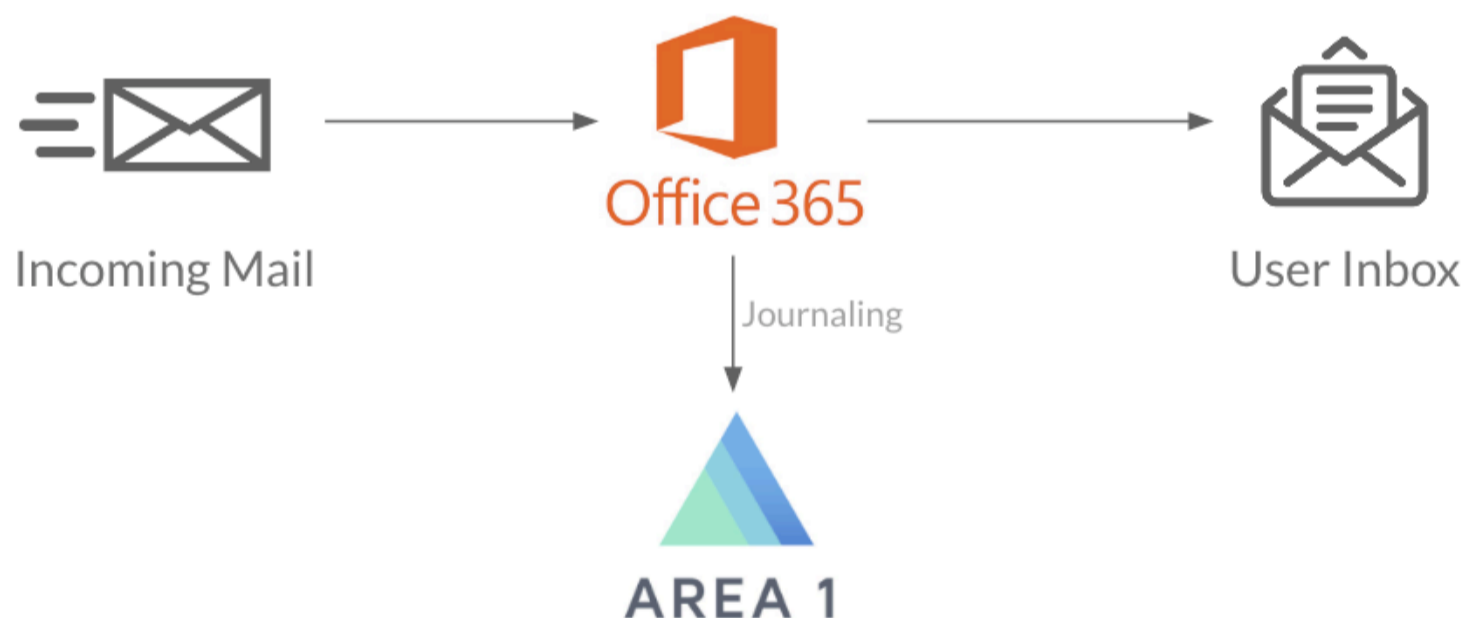 Office 365
Incoming Mail
User Inbox
Journaling
AREA 1